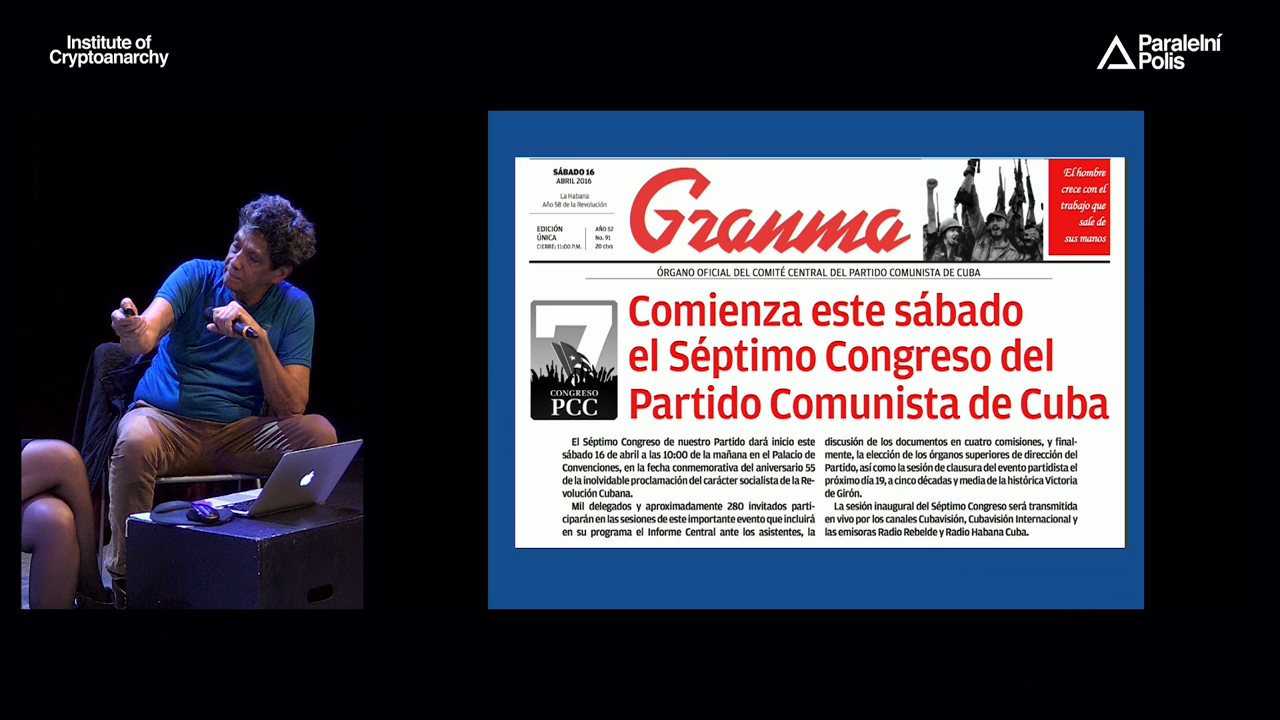 Institute of
Cryptoanarchy
Paralelní
Polis
SÁBADO 16
ABRIL 2016
La Habana
Año 58 de la Revolución
EDICIÓN
ÚNICA
CIERRE: 11:00 P.M.
AÑO 52
No. 91
20 ctvs
Granma
El hombre
crece con el
trabajo que
sale de
sus manos
ÓRGANO OFICIAL DEL COMITÉ CENTRAL DEL PARTIDO COMUNISTA DE CUBA
7
CONGRESO
PCC
Comienza este sábado
el Séptimo Congreso del
Partido Comunista de Cuba
El Séptimo Congreso de nuestro Partido dará inicio este
sábado 16 de abril a las 10:00 de la mañana en el Palacio de
Convenciones, en la fecha conmemorativa del aniversario 55
de la inolvidable proclamación del carácter socialista de la Re-
volución Cubana.
Mil delegados y aproximadamente 280 invitados parti-
ciparán en las sesiones de este importante evento que incluirá
en su programa el Informe Central ante los asistentes, la
discusión de los documentos en cuatro comisiones, y final-
mente, la elección de los órganos superiores de dirección del
Partido, así como la sesión de clausura del evento partidista el
próximo día 19, a cinco décadas y media de la histórica Victoria
de Girón.
La sesión inaugural del Séptimo Congreso será transmitida
en vivo por los canales Cubavisión, Cubavisión Internacional y
las emisoras Radio Rebelde y Radio Habana Cuba.